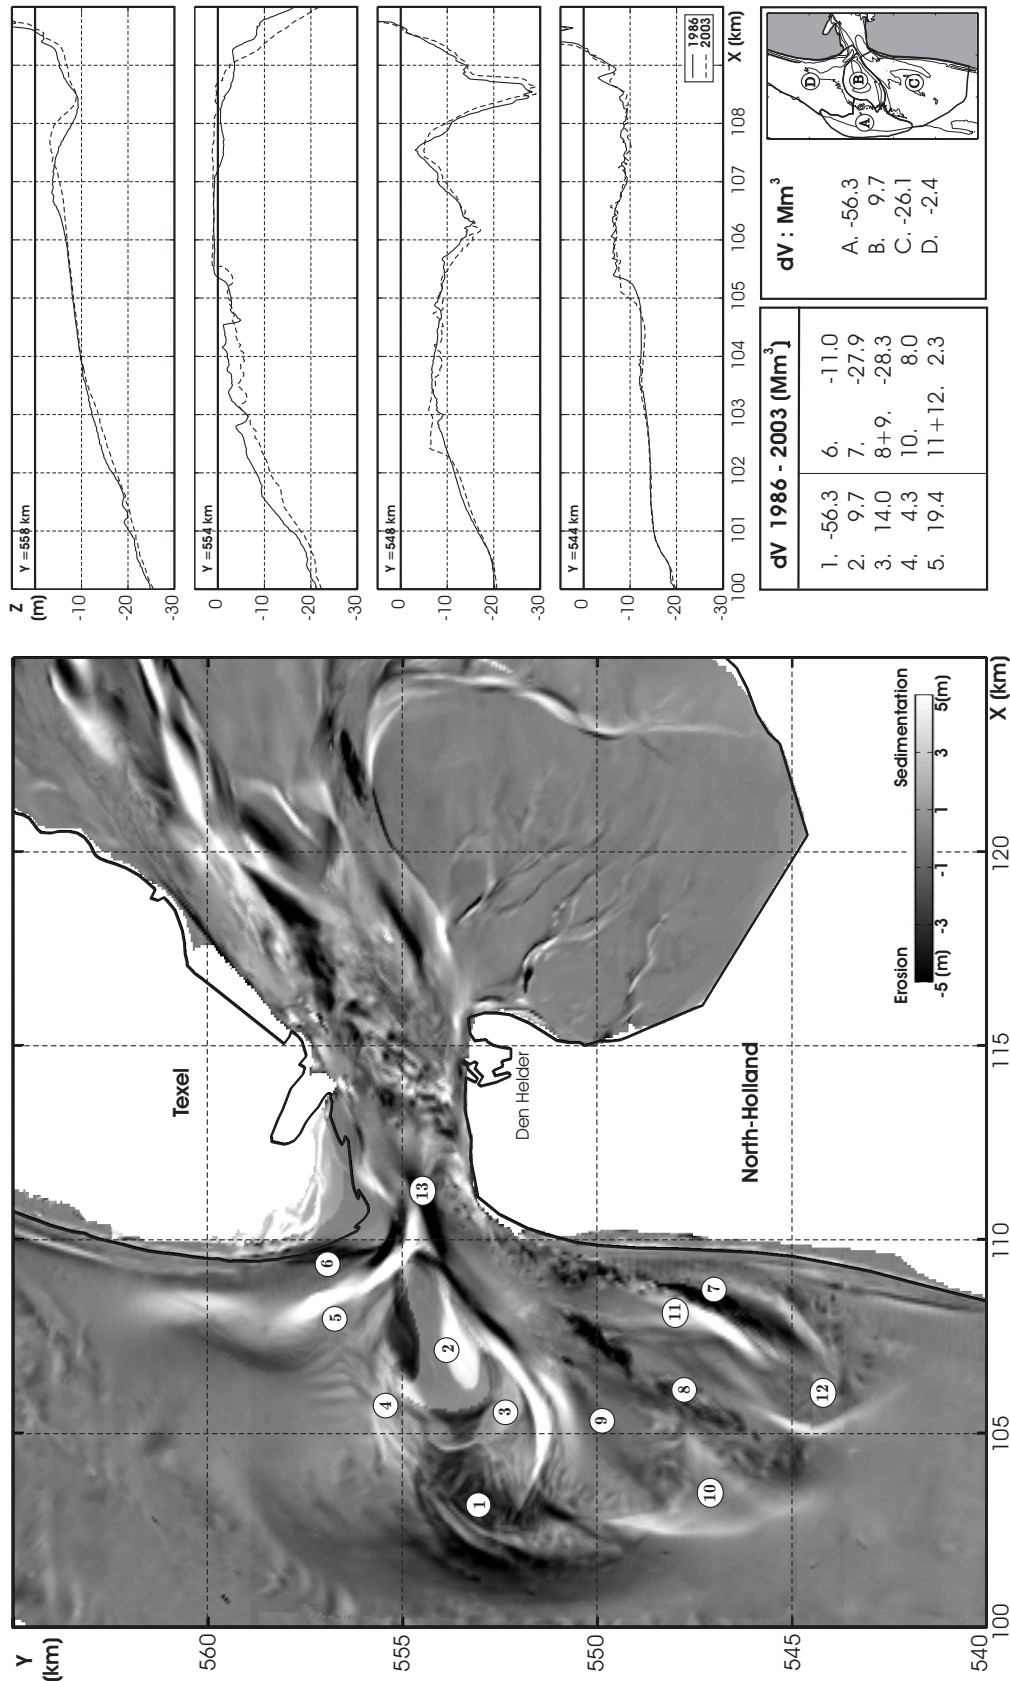 Y
(km)
560
555
550
545
540
100
105
110
115
120
X (km)
Texel
Den Helder
North-Holland
1
2
3
4
5
6
7
8
9
10
11
12
13
Erosion
Sedimentation
-5 (m)
-3
-1
1
3
5(m)
Z
(m)
Y =558 km
-10
-20
-30
Y =554 km
0
-10
-20
-30
Y =548 km
0
-10
-20
-30
Y =544 km
0
-10
-20
-30
1986
2003
100
101
102
103
104
105
106
107
108
X (km)
dV 1986 - 2003 (Mm³)
1. -56.3 6. -11.0
2. 9.7 7. -27.9
3. 14.0 8+9. -28.3
4. 4.3 10. 8.0
5. 19.4 11+12. 2.3
dV : Mm³
A. -56.3
B. 9.7
C. -26.1
D. -2.4
A
B
C
D